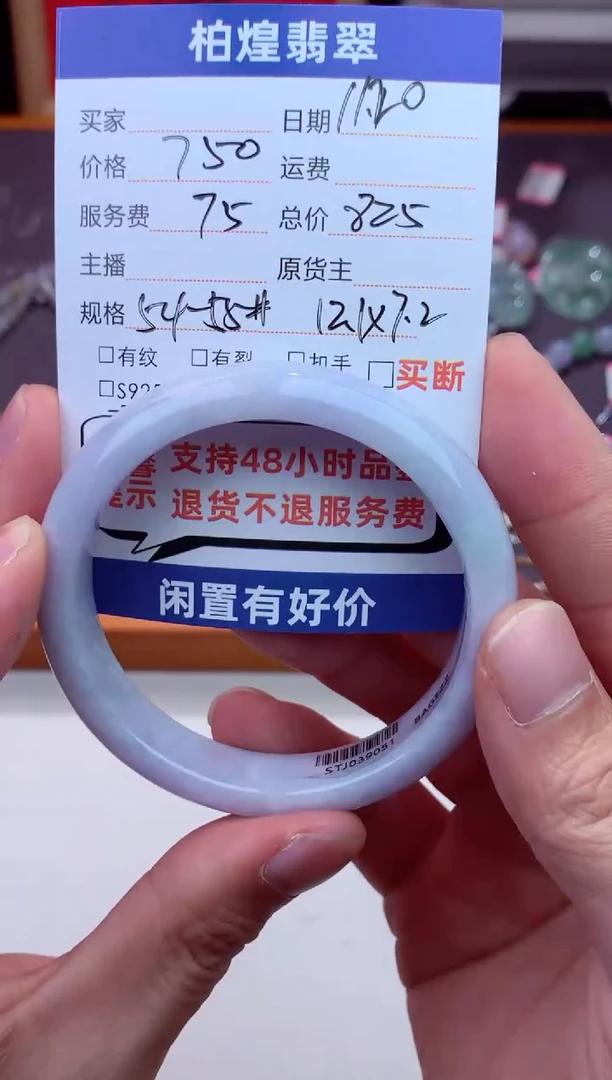 柏煌翡翠
买家 日期 11.20
价格 750 运费
服务费 75 总价 825
主播 原货主
规格 54-55# 12.1X7.2
□有纹 □有裂 □扣手 □买断
□S925
支持48小时品鉴
提示 退货不退服务费
闲置有好价
STJ039051